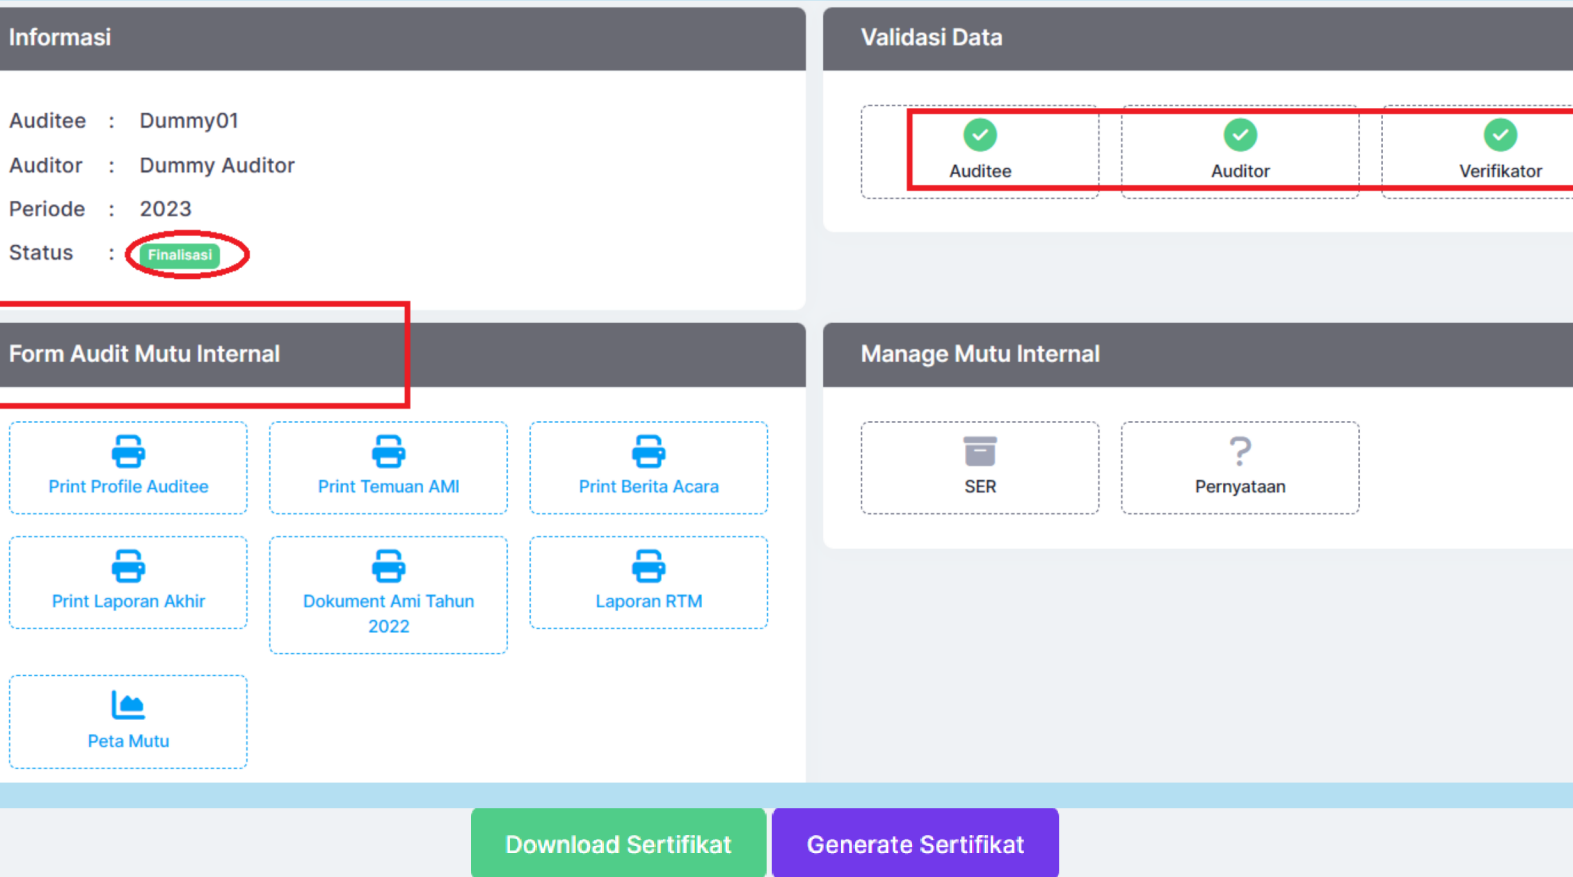 Informasi
Auditee : Dummy01
Auditor : Dummy Auditor
Periode : 2023
Status : Finalisasi
Validasi Data
Auditee
Auditor
Verifikator
Form Audit Mutu Internal
Print Profile Auditee
Print Temuan AMI
Print Berita Acara
Print Laporan Akhir
Dokument Ami Tahun
2022
Laporan RTM
Peta Mutu
Manage Mutu Internal
?
SER
Pernyataan
Download Sertifikat
Generate Sertifikat